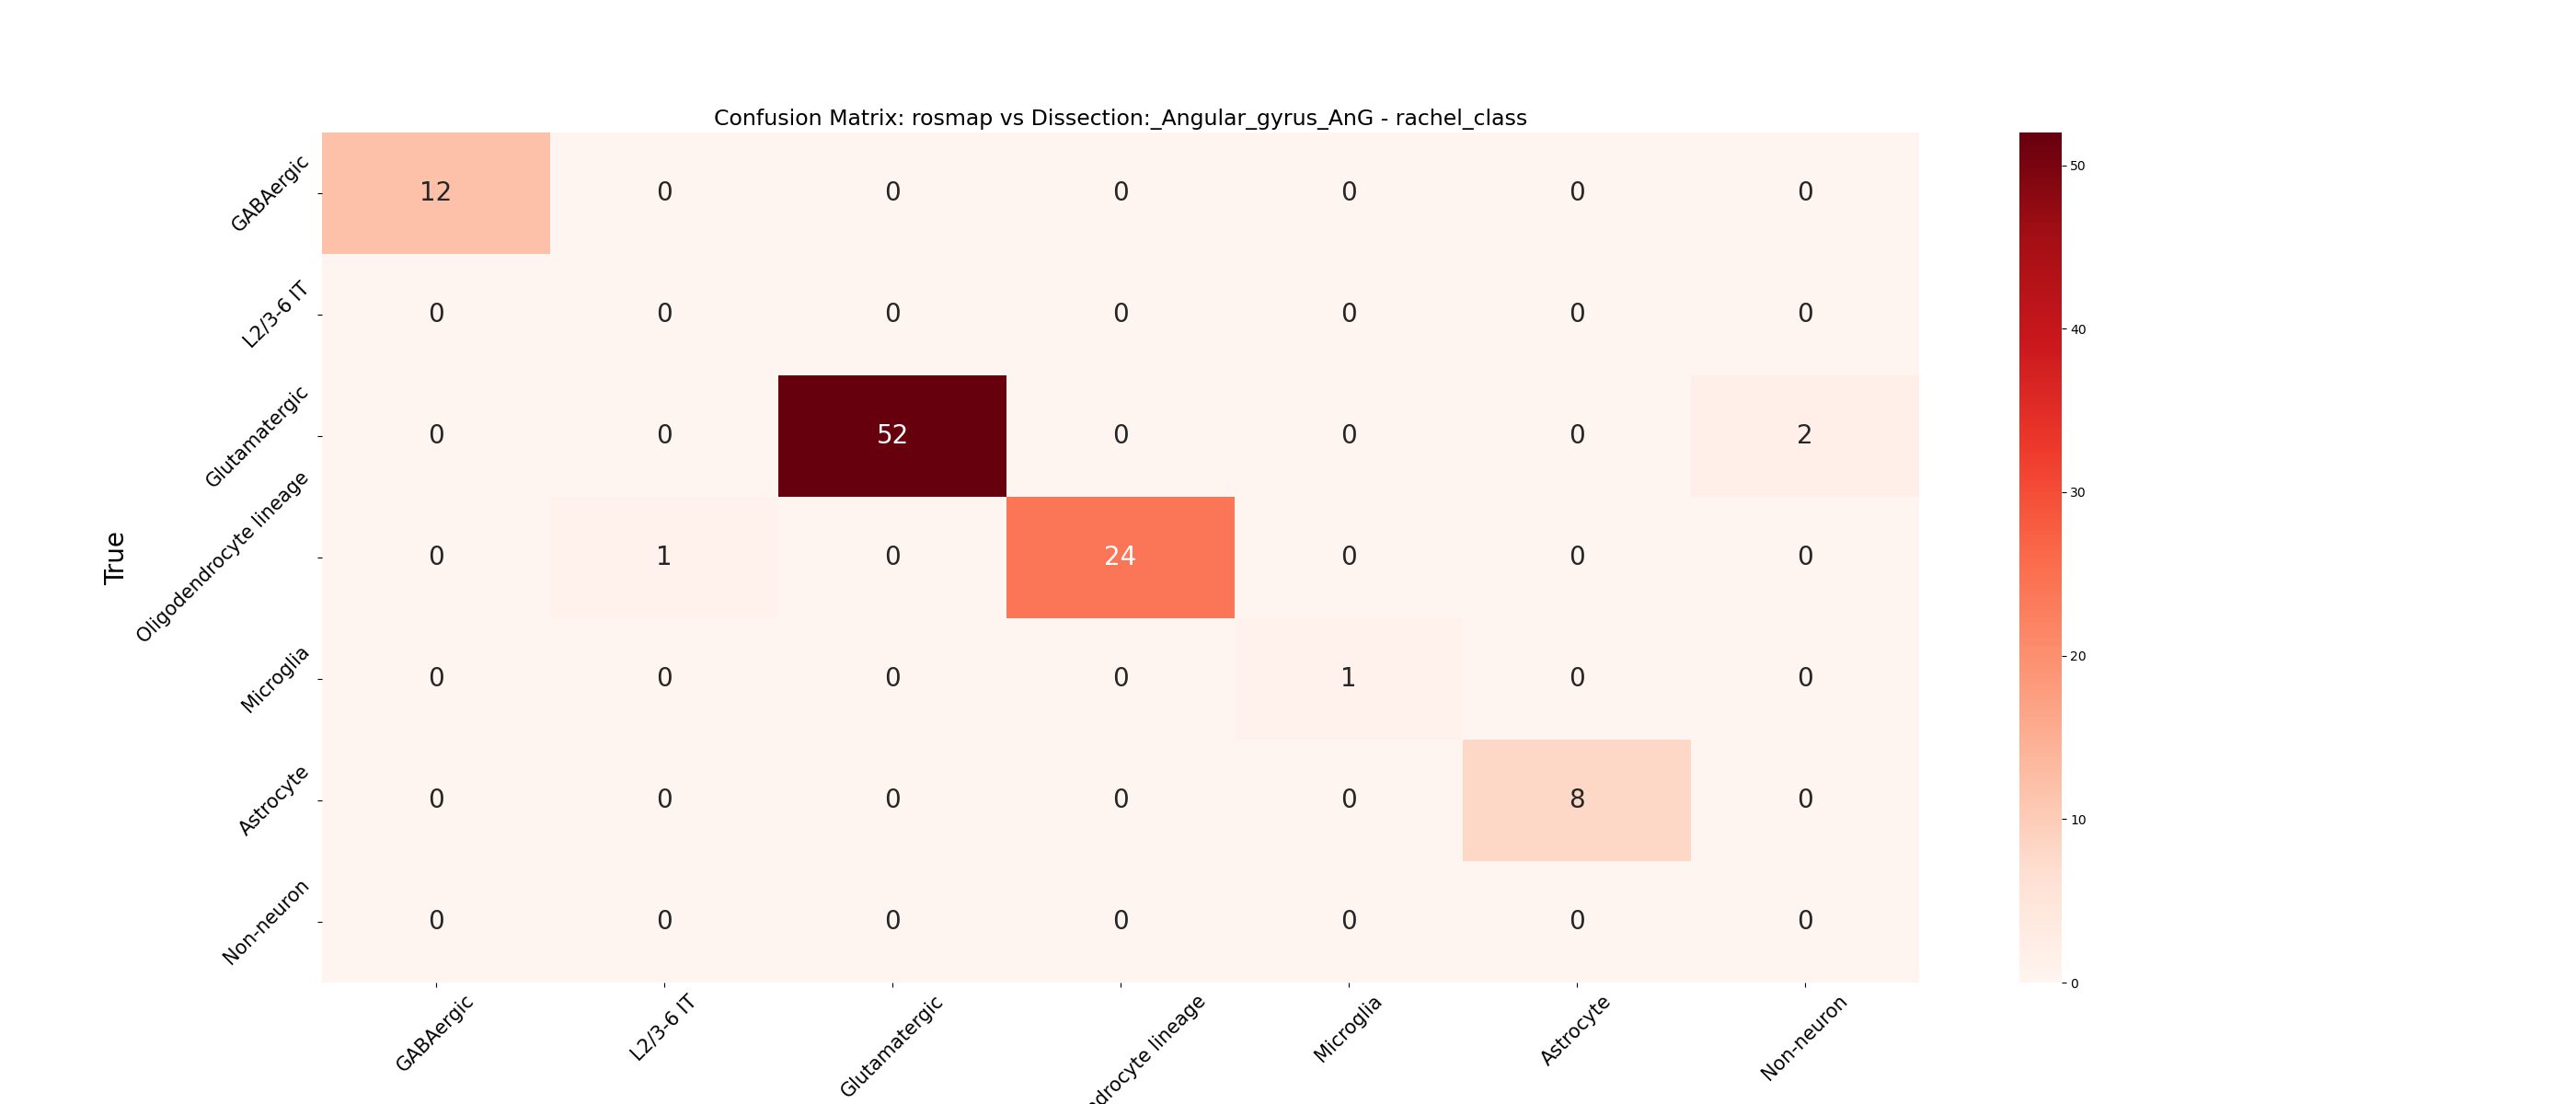 Confusion Matrix: rosmap vs Dissection:_Angular_gyrus_AnG - rachel_class
True
GABAergic 12 0 0 0 0 0 0
L2/3-6 IT 0 0 0 0 0 0 0
Glutamatergic 0 0 52 0 0 0 2
Oligodendrocyte lineage 0 1 0 24 0 0 0
Microglia 0 0 0 0 1 0 0
Astrocyte 0 0 0 0 0 8 0
Non-neuron 0 0 0 0 0 0 0
GABAergic L2/3-6 IT Glutamatergic lineage Microglia Astrocyte Non-neuron
50
40
30
20
10
0